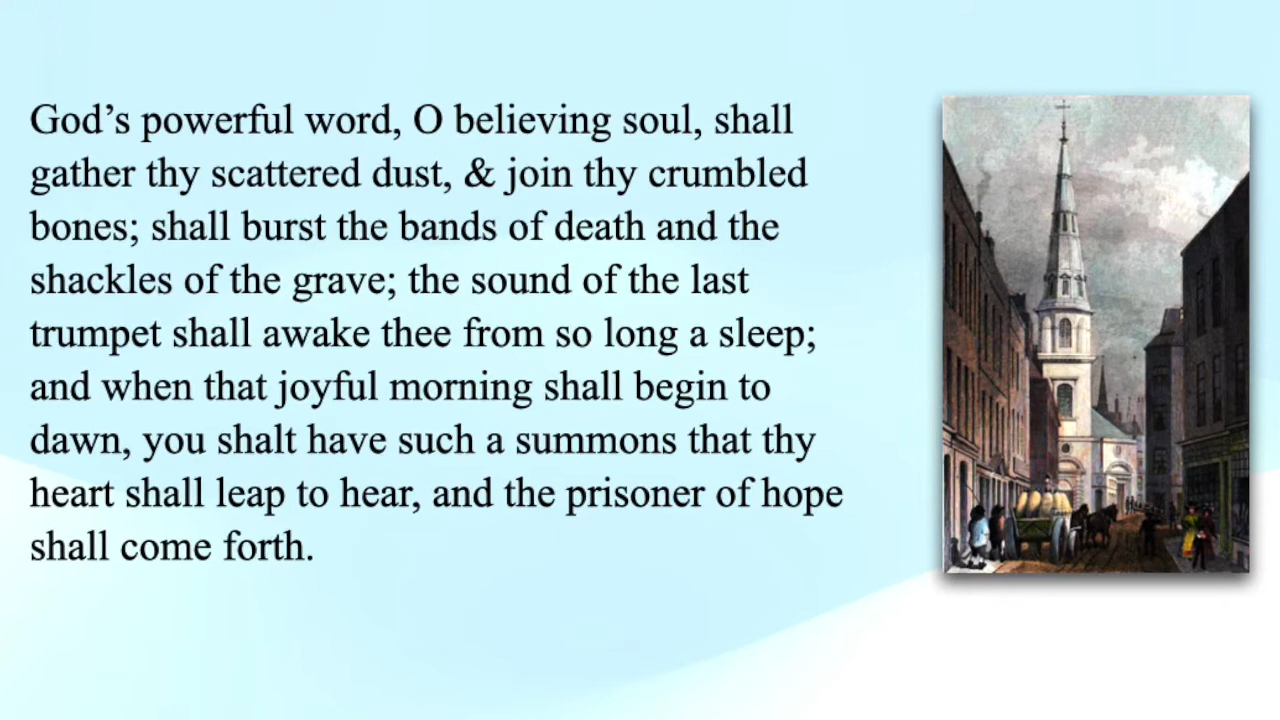 God’s powerful word, O believing soul, shall
gather thy scattered dust, & join thy crumbled
bones; shall burst the bands of death and the
shackles of the grave; the sound of the last
trumpet shall awake thee from so long a sleep;
and when that joyful morning shall begin to
dawn, you shalt have such a summons that thy
heart shall leap to hear, and the prisoner of hope
shall come forth.